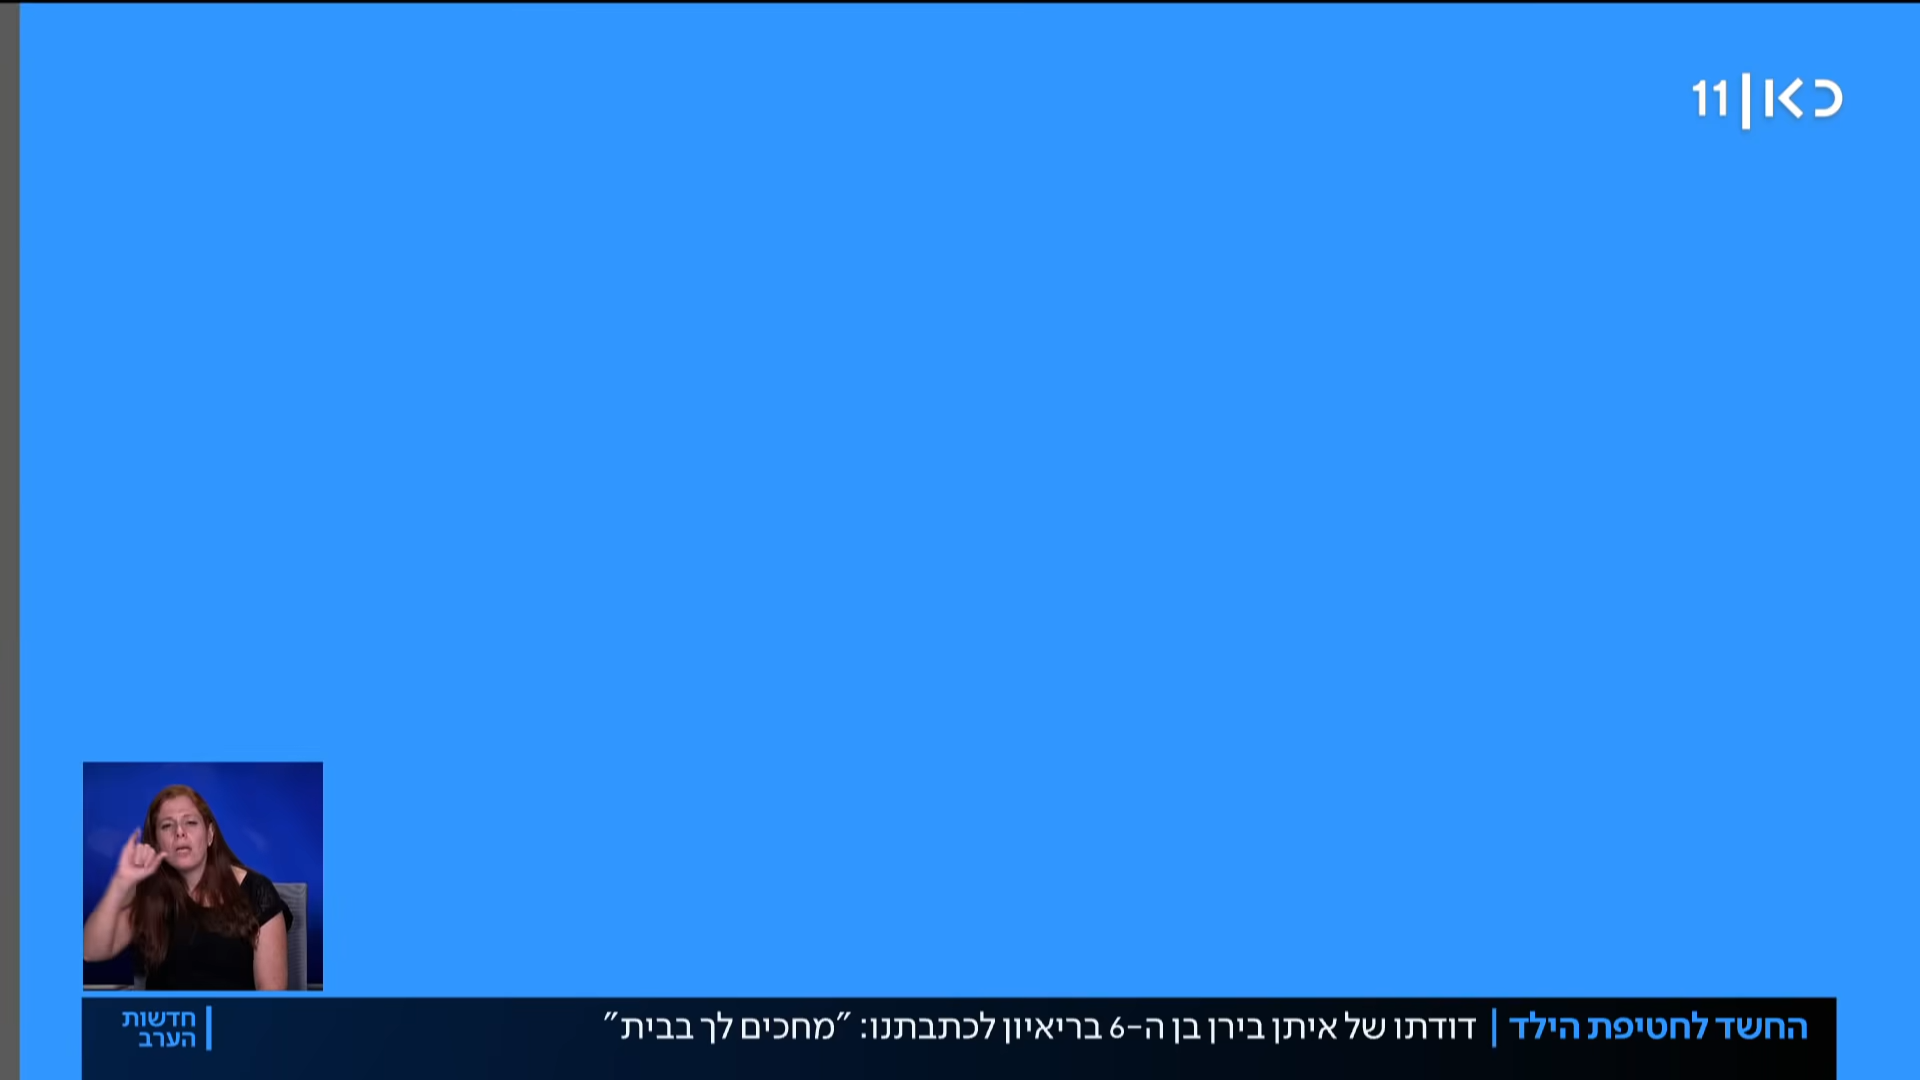 כאן | 11
החשד לחטיפת הילד | דודתו של איתן בירן בן ה-6 בריאיון לכתבתנו: "מחכים לך בבית"
חדשות
הערב